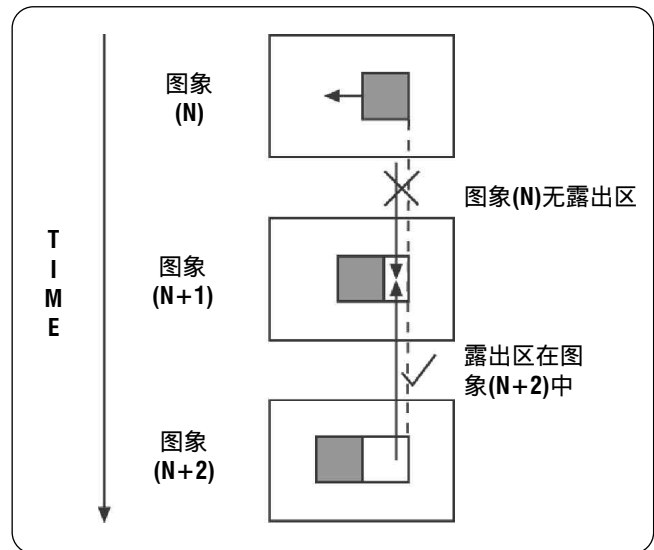 图象
(N)
图象(N)无露出区
T
I
M
E
图象
(N+1)
露出区在图
象(N+2)中
图象
(N+2)